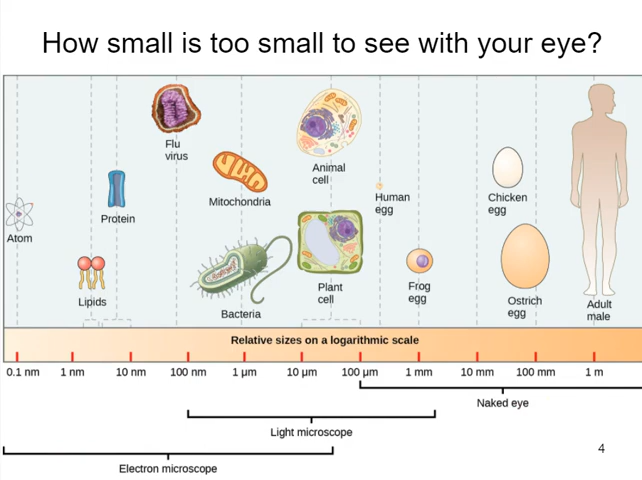 How small is too small to see with your eye?
Flu
virus
Animal
cell
Mitochondria
Human
egg
Chicken
egg
Protein
Atom
Lipids
Bacteria
Plant
cell
Frog
egg
Ostrich
egg
Adult
male
Relative sizes on a logarithmic scale
0.1 nm 1 nm 10 nm 100 nm 1 μm 10 μm 100 μm 1 mm 10 mm 100 mm 1 m
Naked eye
Light microscope
4
Electron microscope